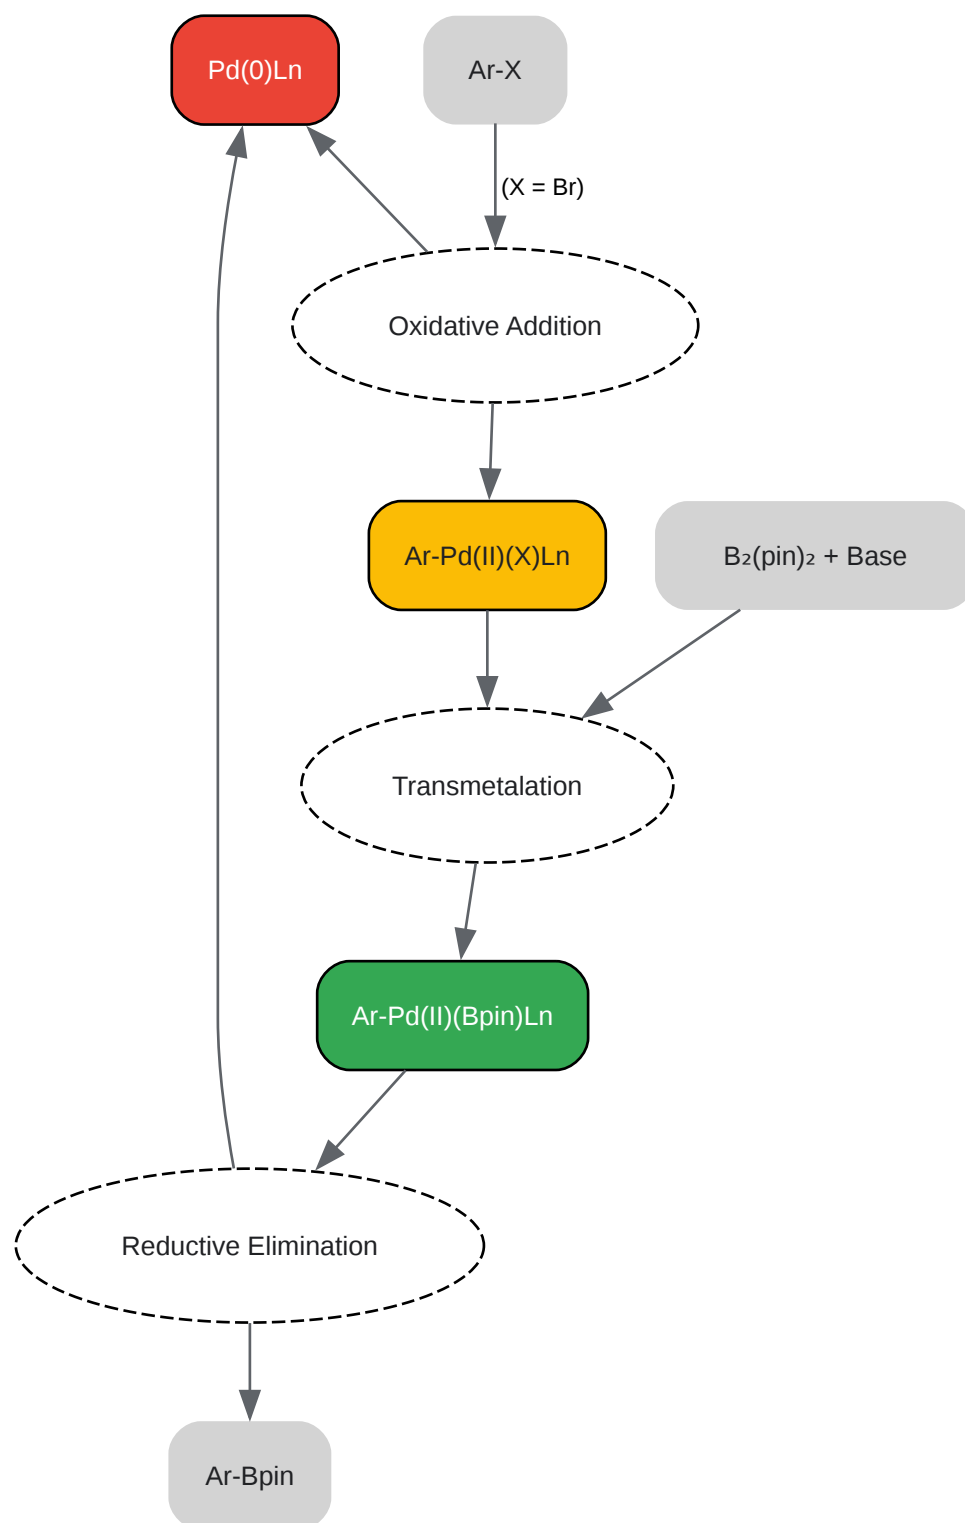 Pd(0)Ln
Ar-X
(X = Br)
Oxidative Addition
Ar-Pd(II)(X)Ln
B₂(pin)₂ + Base
Transmetalation
Ar-Pd(II)(Bpin)Ln
Reductive Elimination
Ar-Bpin